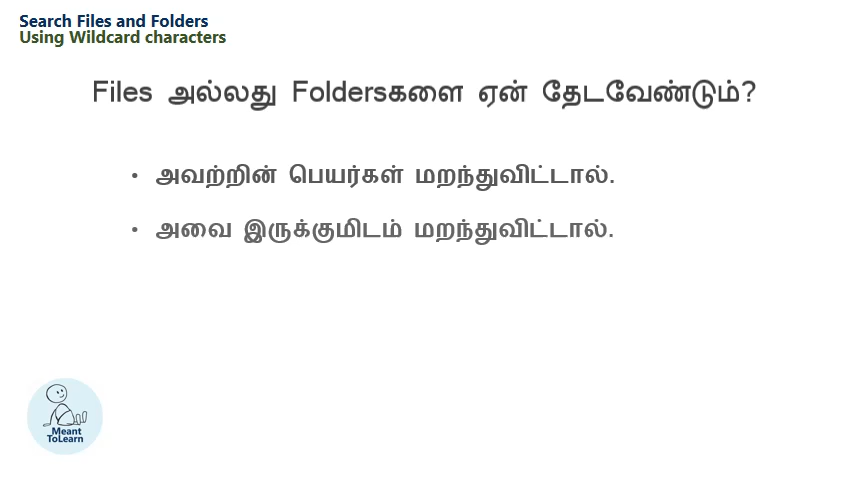 Search Files and Folders
Using Wildcard characters
Files அல்லது Foldersகளை ஏன் தேடவேண்டும்?
• அவற்றின் பெயர்கள் மறந்துவிட்டால்.
• அவை இருக்குமிடம் மறந்துவிட்டால்.
Meant
ToLearn